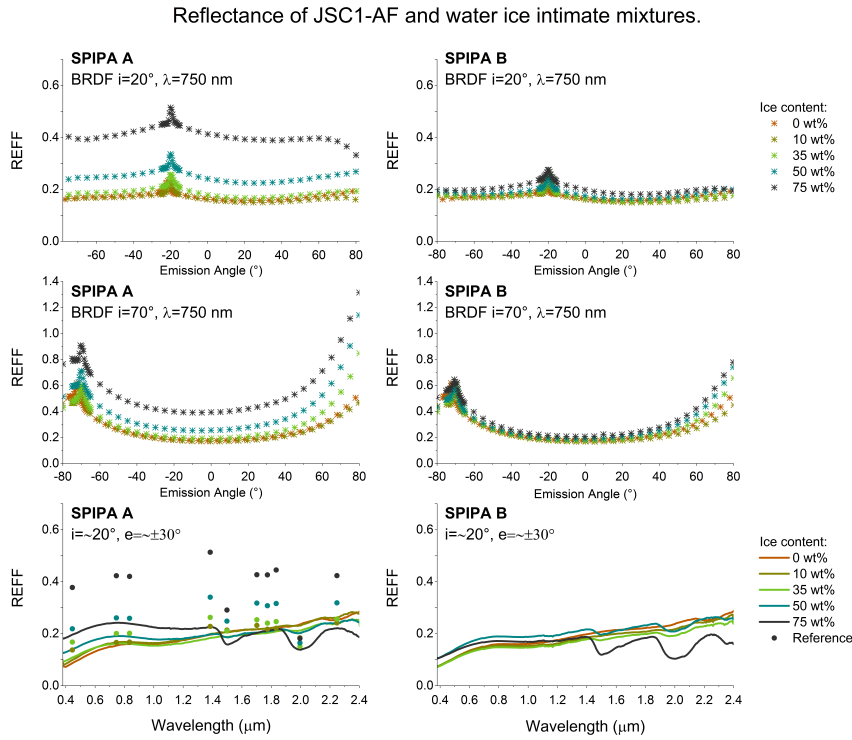 Reflectance of JSC1-AF and water ice intimate mixtures.
SPIPA A
BRDF i=20°, λ=750 nm
REFF
0.6
0.4
0.2
0.0
-60 -40 -20 0 20 40 60 80
Emission Angle (°)
SPIPA B
BRDF i=20°, λ=750 nm
REFF
0.6
0.4
0.2
0.0
-80 -60 -40 -20 0 20 40 60 80
Emission Angle (°)
Ice content:
0 wt%
10 wt%
35 wt%
50 wt%
75 wt%
SPIPA A
BRDF i=70°, λ=750 nm
REFF
1.4
1.2
1.0
0.8
0.6
0.4
0.2
0.0
-80 -60 -40 -20 0 20 40 60 80
Emission Angle (°)
SPIPA B
BRDF i=70°, λ=750 nm
REFF
1.4
1.2
1.0
0.8
0.6
0.4
0.2
0.0
-80 -60 -40 -20 0 20 40 60 80
Emission Angle (°)
SPIPA A
i=~20°, e=~±30°
REFF
0.6
0.4
0.2
0.0
0.4 0.6 0.8 1.0 1.2 1.4 1.6 1.8 2.0 2.2 2.4
Wavelength (μm)
SPIPA B
i=~20°, e=~±30°
REFF
0.6
0.4
0.2
0.0
0.4 0.6 0.8 1.0 1.2 1.4 1.6 1.8 2.0 2.2 2.4
Wavelength (μm)
Ice content:
0 wt%
10 wt%
35 wt%
50 wt%
75 wt%
Reference